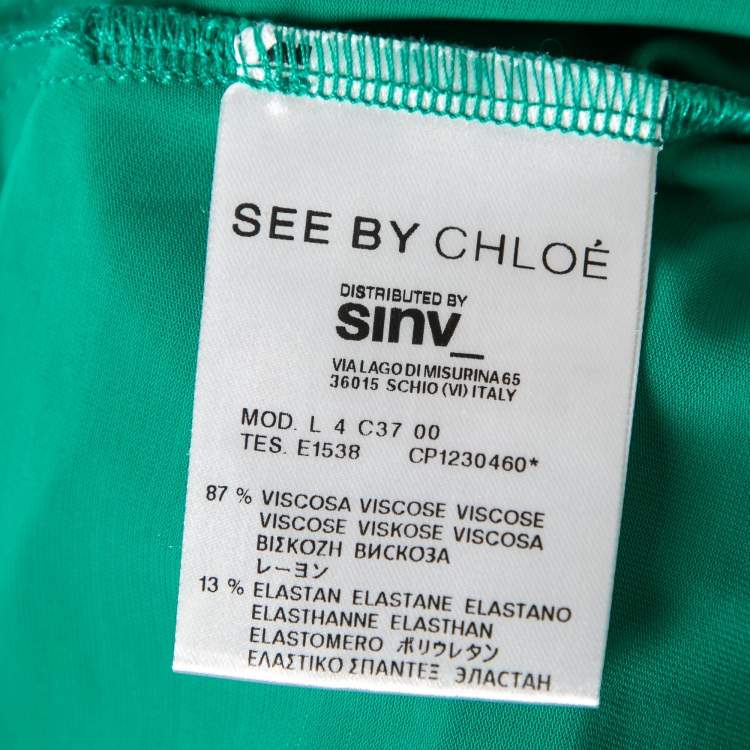 SEE BY CHLOÉ
DISTRIBUTED BY
sinv_
VIA LAGO DI MISURINA 65
36015 SCHIO (VI) ITALY
MOD. L 4 C37 00
TES. E1538 CP1230460*
87 % VISCOSA VISCOSE VISCOSE
VISCOSE VISKOSE VISCOSA
ΒΙΣΚΟΖΗ ВИСКОЗА
レーヨン
13 % ELASTAN ELASTANE ELASTANO
ELASTHANNE ELASTHAN
ELASTOMERO ポリウレタン
ΕΛΑΣΤΙΚΟ ΣΠΑΝΤΕΞ ЭЛАСТАН